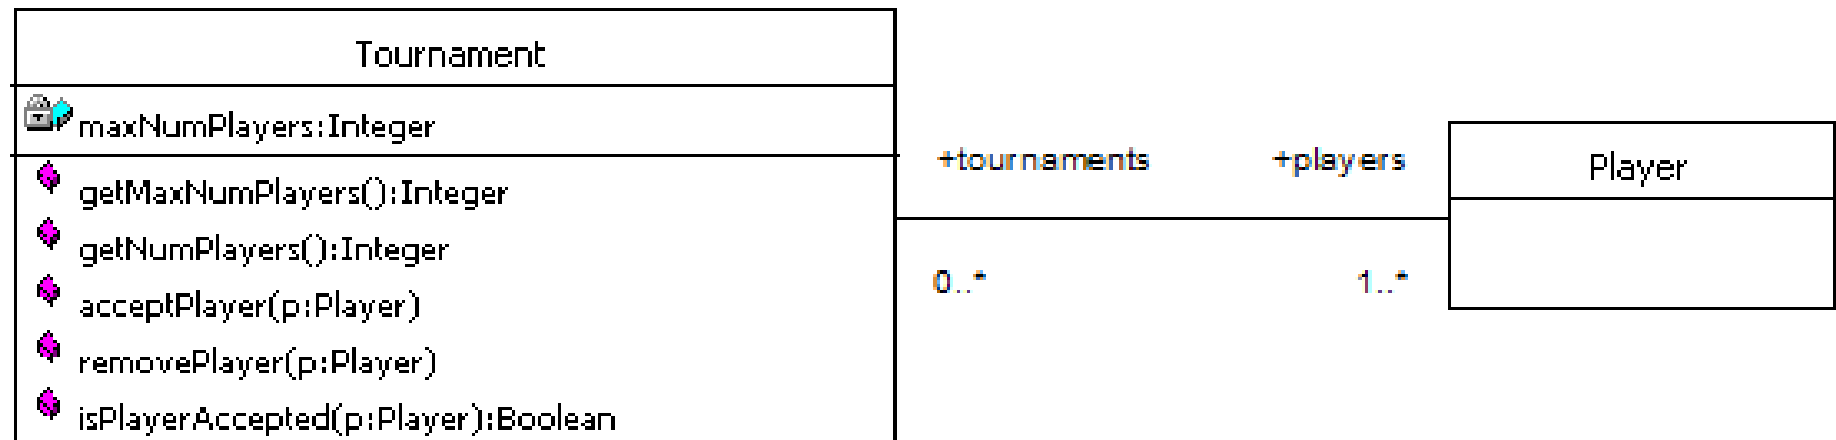 Tournament
maxNumPlayers:Integer
getMaxNumPlayers():Integer
getNumPlayers():Integer
acceptPlayer(p:Player)
removePlayer(p:Player)
isPlayerAccepted(p:Player):Boolean
+tournaments
+players
0..*
1..*
Player